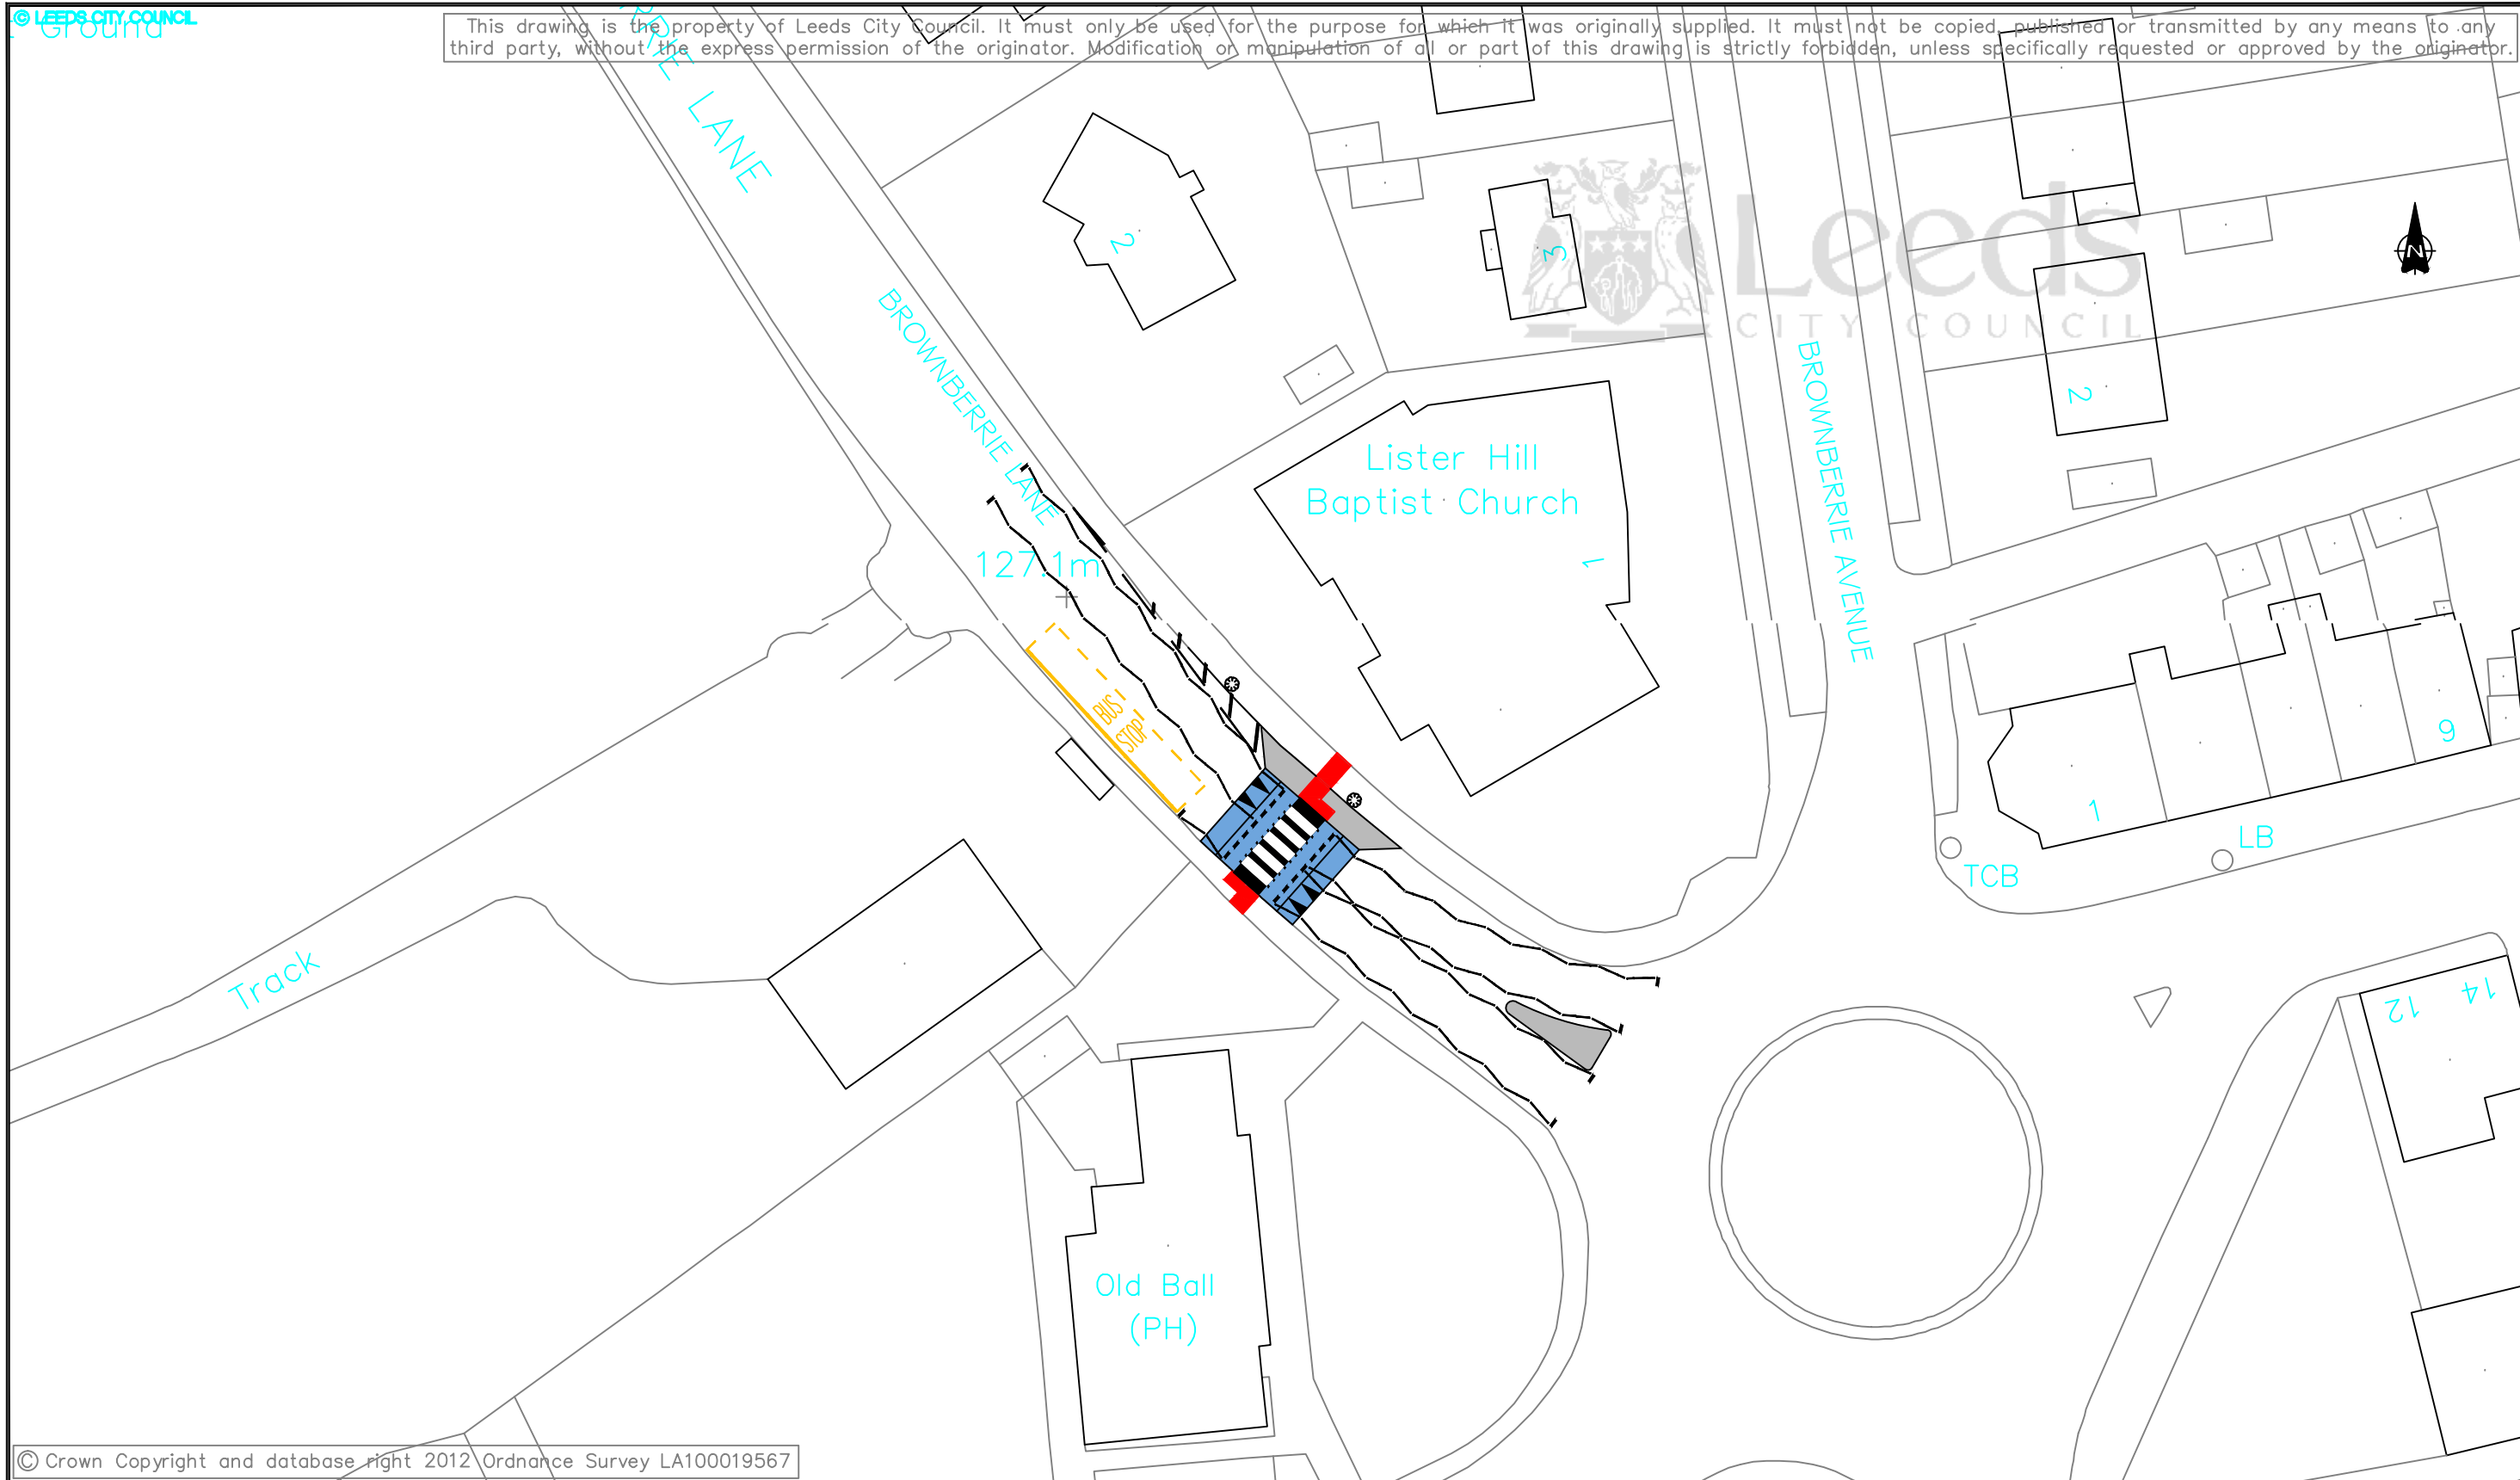 © LEEDS CITY COUNCIL
Ground
This drawing is the property of Leeds City Council. It must only be used for the purpose for which it was originally supplied. It must not be copied, published or transmitted by any means to any
third party, without the express permission of the originator. Modification or manipulation of all or part of this drawing is strictly forbidden, unless specifically requested or approved by the originator.
RRIE LANE
2
3
Leeds
CITY COUNCIL
N
BROWNBERRIE LANE
BROWNBERRIE AVENUE
2
Lister Hill
Baptist Church
1
127.1m
BUS
STOP
9
1
LB
TCB
Track
12
14
Old Ball
(PH)
© Crown Copyright and database right 2012 Ordnance Survey LA100019567